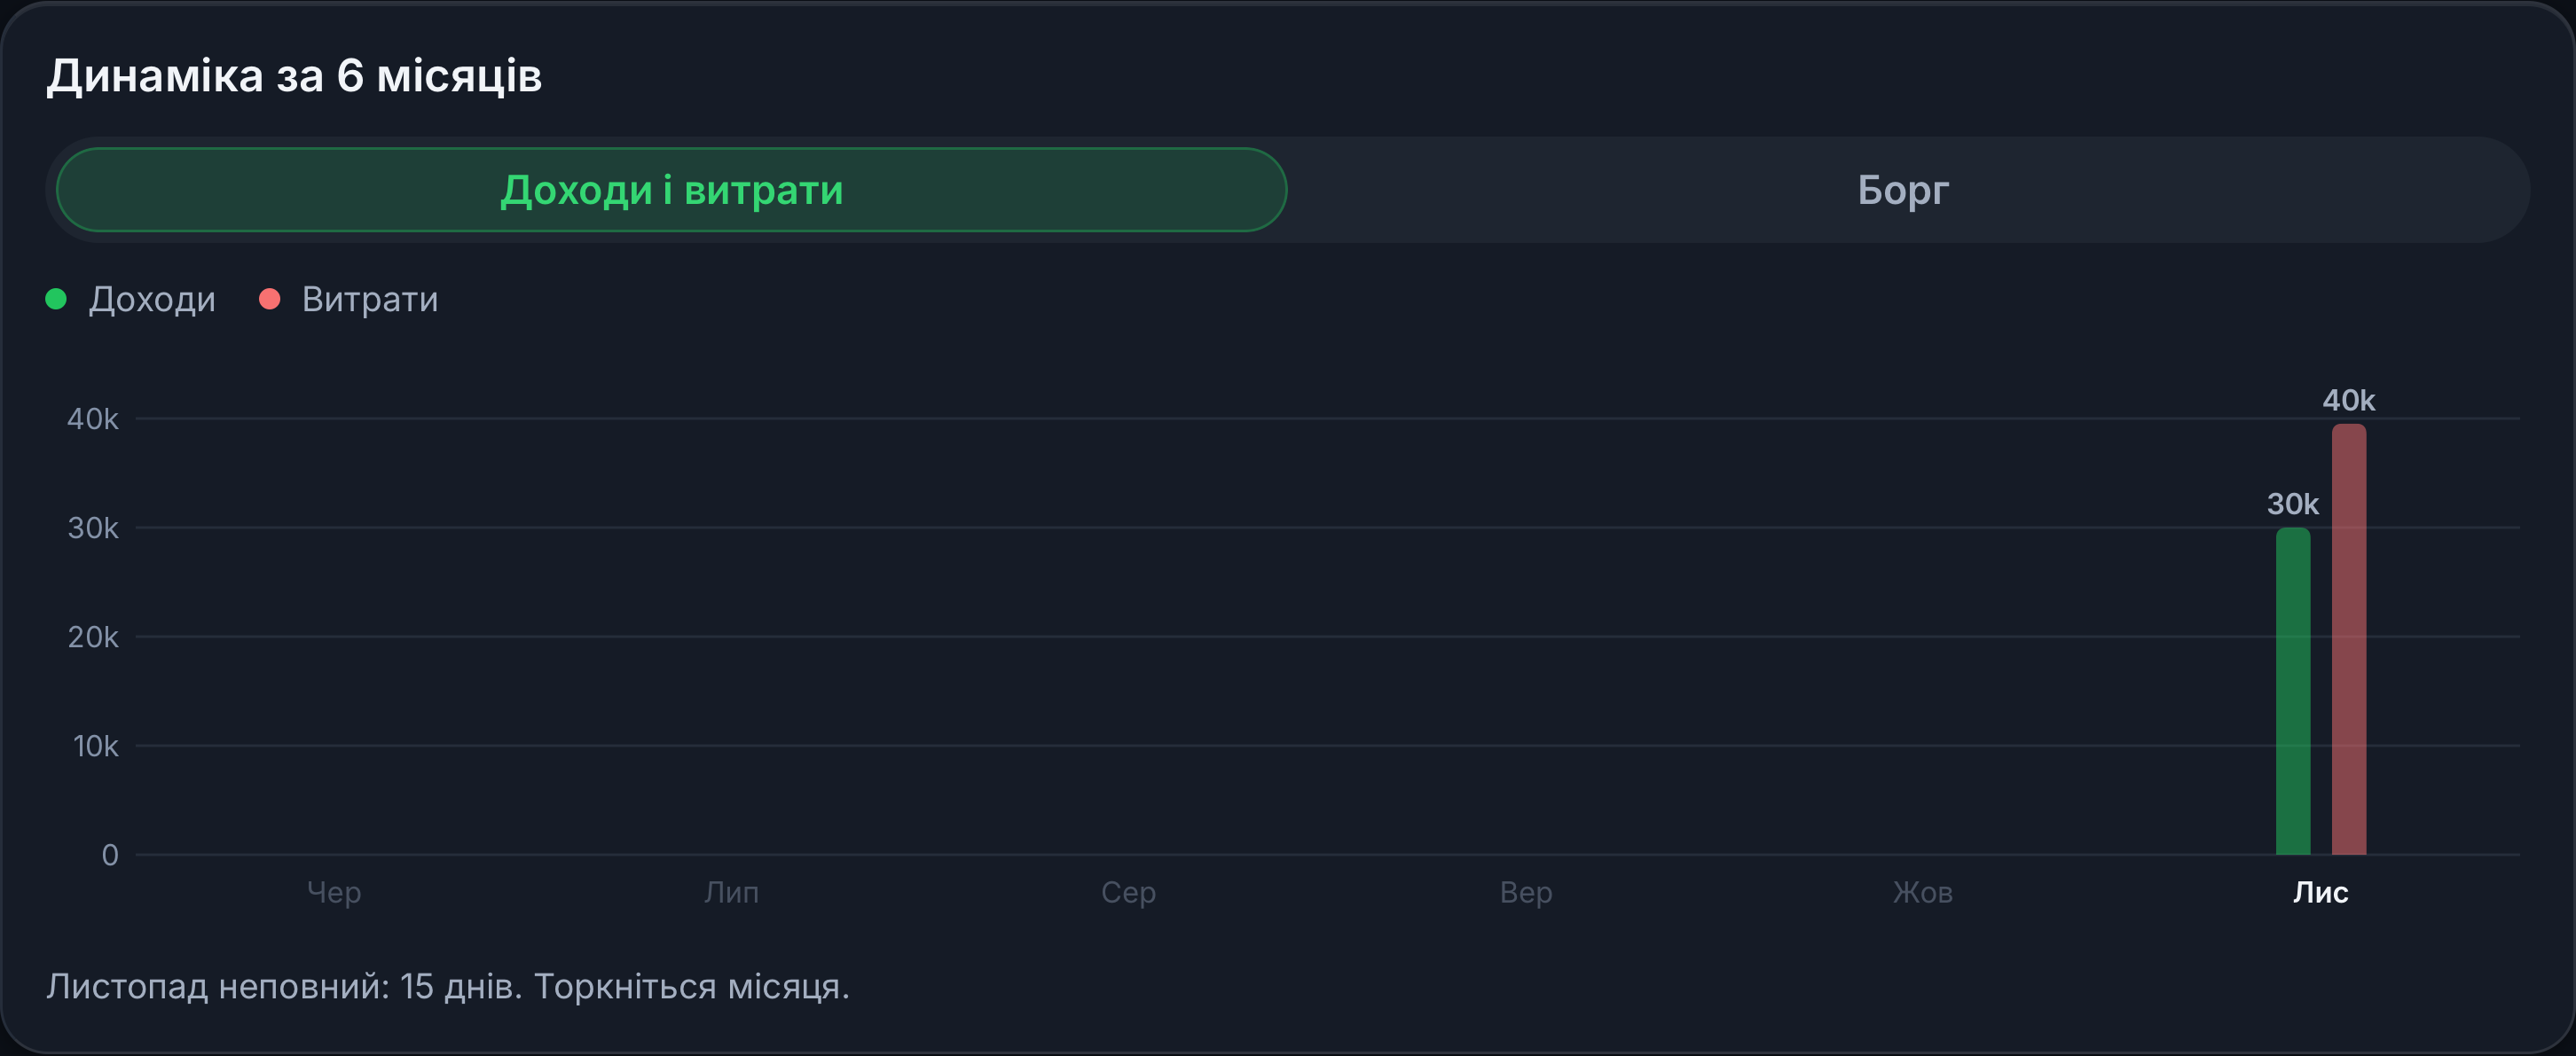 Динаміка за 6 місяців
Доходи і витрати
Борг
Доходи
Витрати
40k
40k
30k
30k
20k
10k
0
Чер
Лип
Сер
Вер
Жов
Лис
Листопад неповний: 15 днів. Торкніться місяця.